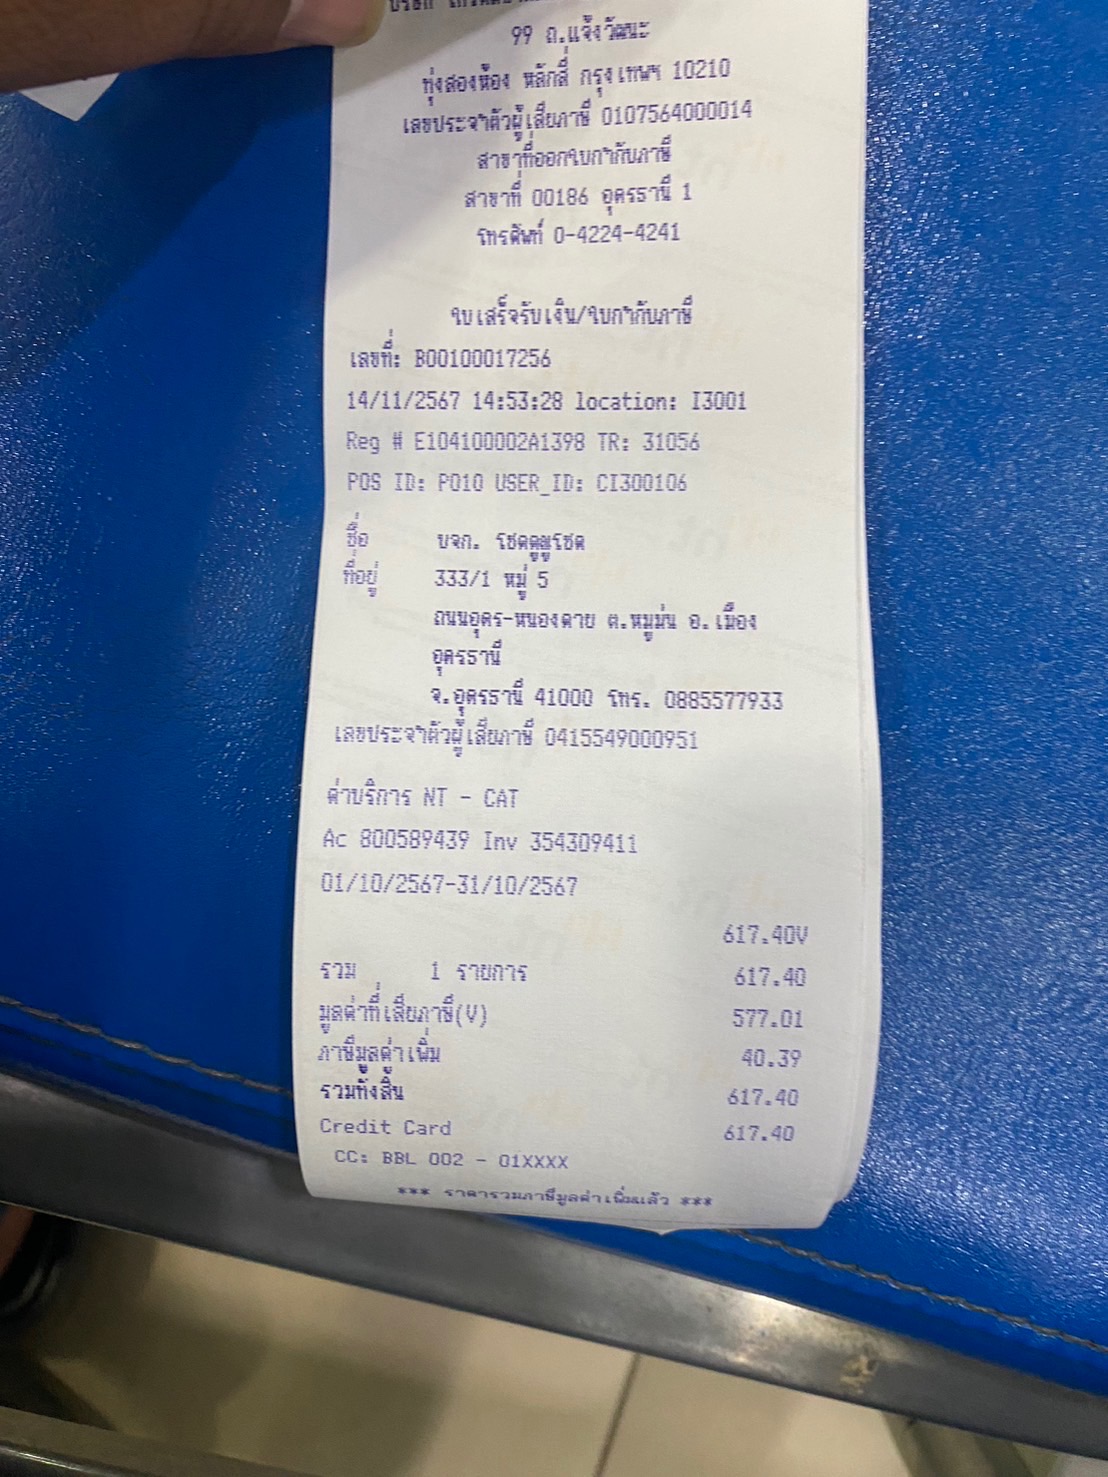 99 ถ.แจ้งวัฒนะ
ทุ่งสองห้อง หลักสี่ กรุงเทพฯ 10210
เลขประจำตัวผู้เสียภาษี 0107564000014
สาขาที่ออกใบกำกับภาษี
สาขาที่ 00186 อุดรธานี 1
โทรศัพท์ 0-4224-4241
ใบเสร็จรับเงิน/ใบกำกับภาษี
เลขที่: B00100017256
14/11/2567 14:53:28 location: I3001
Reg # E104100002A1398 TR: 31056
POS ID: P010 USER_ID: CI300106
ชื่อ บจก. โชคคูณโชค
ที่อยู่ 333/1 หมู่ 5
ถนนอุดร-หนองคาย ต.หมูม่น อ.เมือง
อุดรธานี
จ.อุดรธานี 41000 โทร. 0885577933
เลขประจำตัวผู้เสียภาษี 0415549000951
ค่าบริการ NT - CAT
Ac 800589439 Inv 354309411
01/10/2567-31/10/2567
617.40V
รวม 1 รายการ 617.40
มูลค่าที่เสียภาษี(V) 577.01
ภาษีมูลค่าเพิ่ม 40.39
รวมทั้งสิ้น 617.40
Credit Card 617.40
CC: BBL 002 - 01XXXX
*** ราคารวมภาษีมูลค่าเพิ่มแล้ว ***